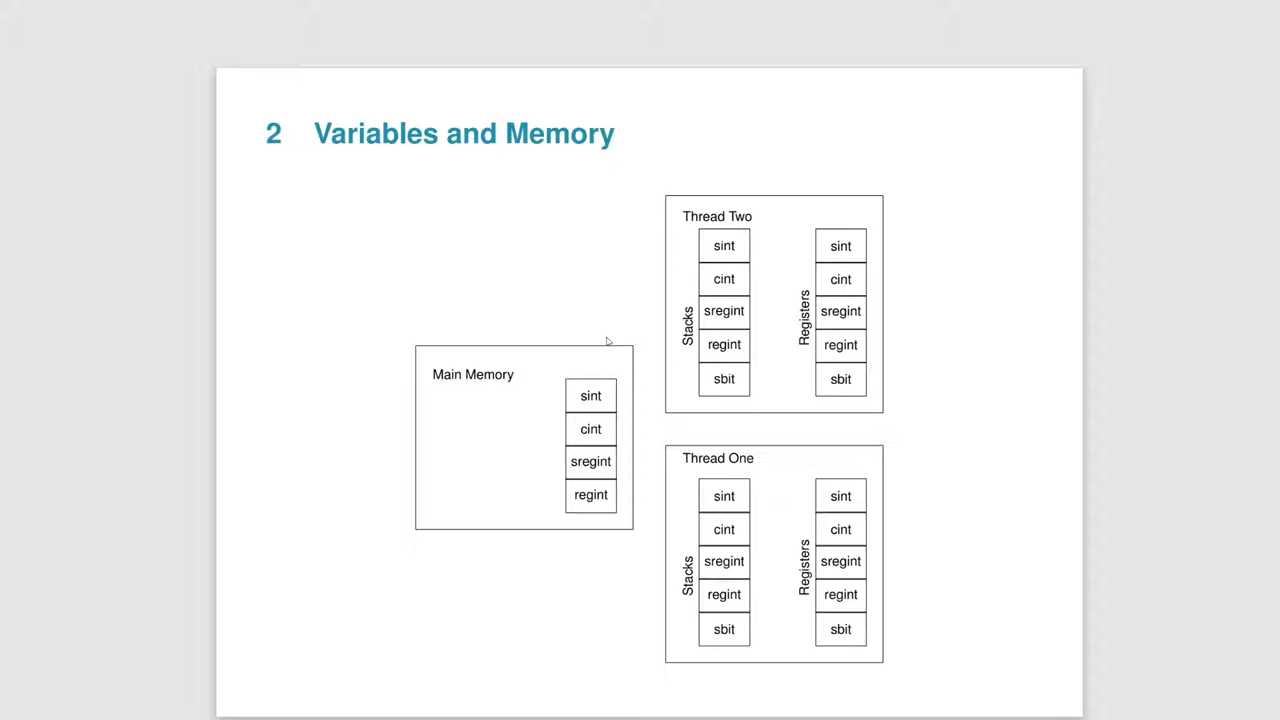 2 Variables and Memory
Thread Two
Stacks
sint
cint
sregint
regint
sbit
Registers
sint
cint
sregint
regint
sbit
Main Memory
sint
cint
sregint
regint
Thread One
Stacks
sint
cint
sregint
regint
sbit
Registers
sint
cint
sregint
regint
sbit